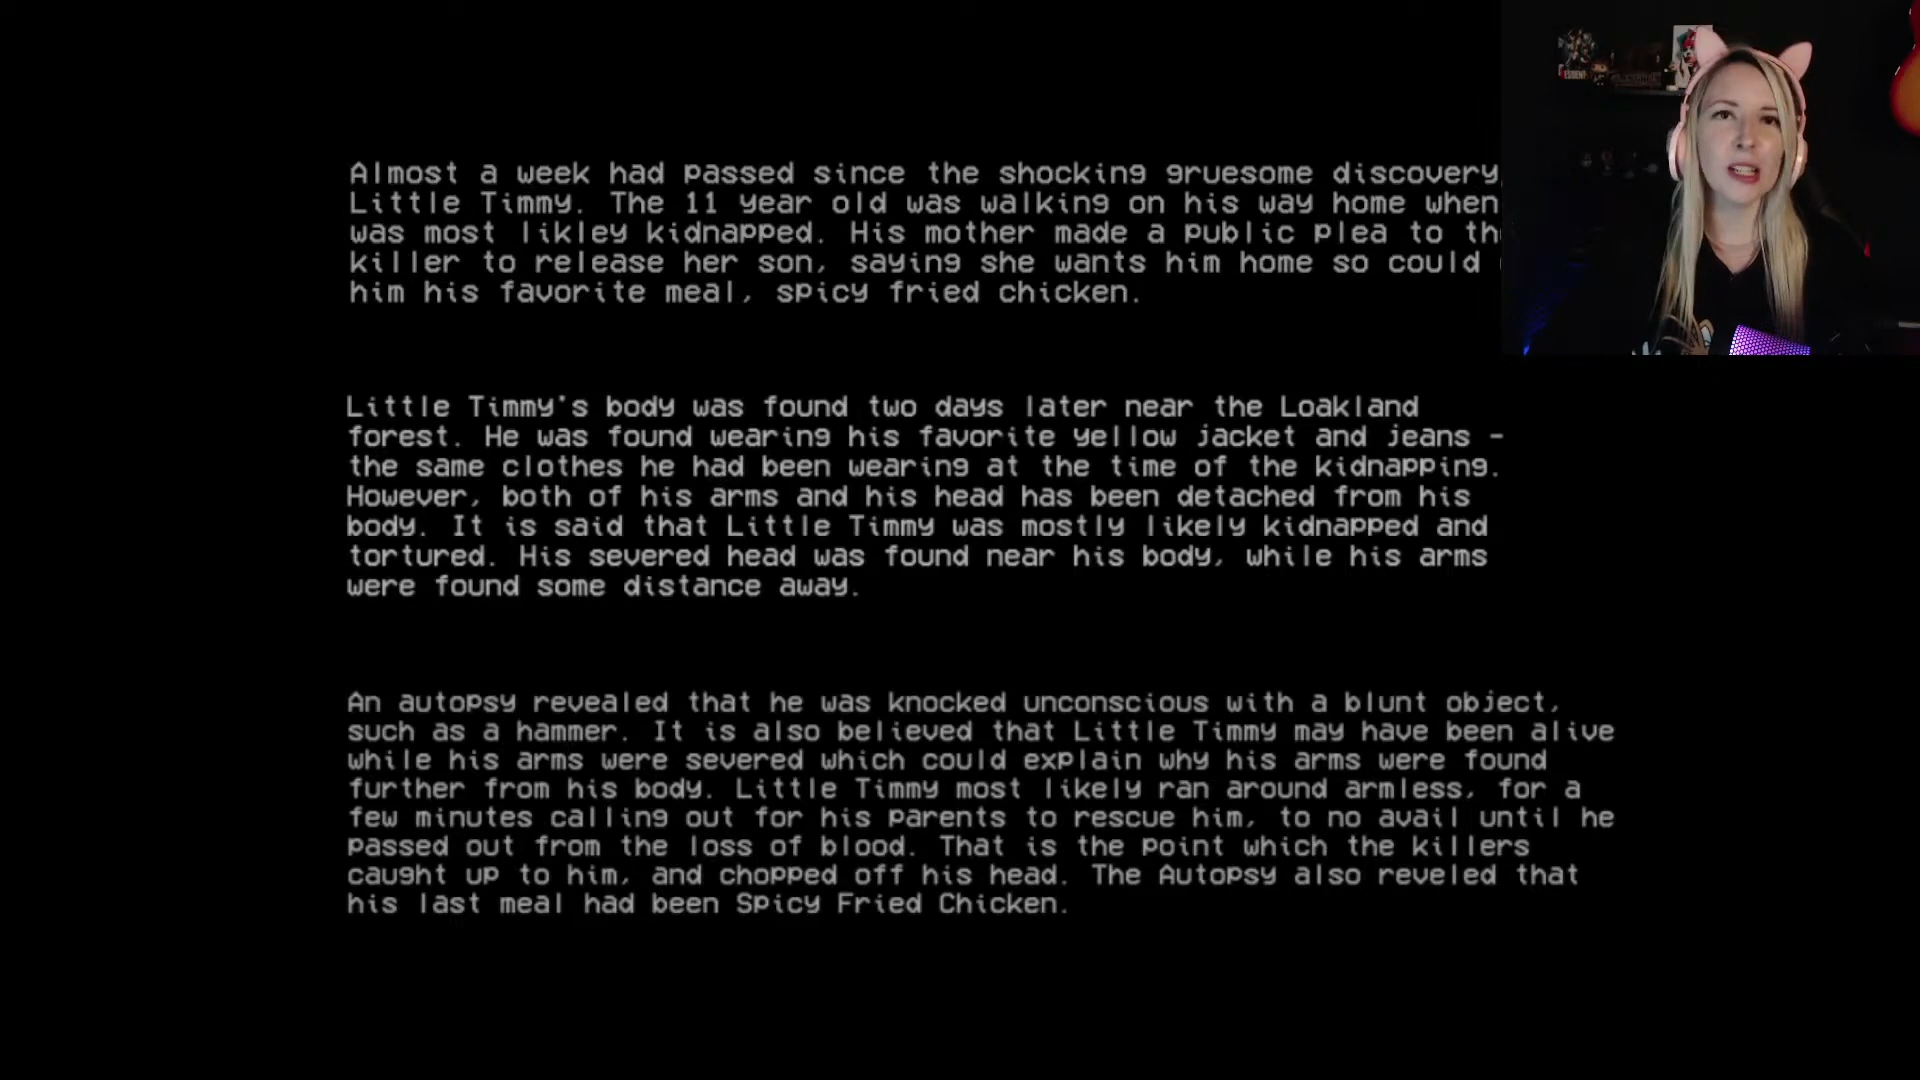 Almost a week had passed since the shocking gruesome discovery
Little Timmy. The 11 year old was walking on his way home when
was most likley kidnapped. His mother made a public plea to th
killer to release her son, saying she wants him home so could
him his favorite meal, spicy fried chicken.
Little Timmy's body was found two days later near the Loakland
forest. He was found wearing his favorite yellow jacket and jeans -
the same clothes he had been wearing at the time of the kidnapping.
However, both of his arms and his head has been detached from his
body. It is said that Little Timmy was mostly likely kidnapped and
tortured. His severed head was found near his body, while his arms
were found some distance away.
An autopsy revealed that he was knocked unconscious with a blunt object,
such as a hammer. It is also believed that Little Timmy may have been alive
while his arms were severed which could explain why his arms were found
further from his body. Little Timmy most likely ran around armless, for a
few minutes calling out for his parents to rescue him, to no avail until he
passed out from the loss of blood. That is the point which the killers
caught up to him, and chopped off his head. The Autopsy also reveled that
his last meal had been Spicy Fried Chicken.